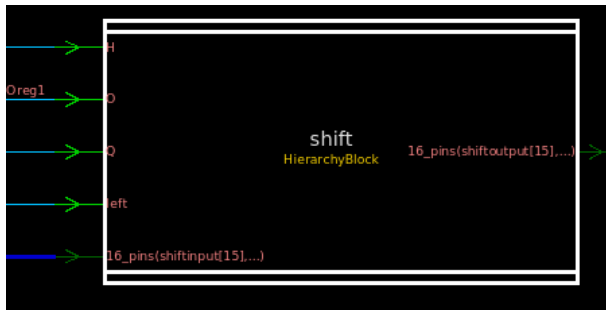 H
Oreg1
O
shift
HierarchyBlock
Q
16_pins(shiftoutput[15],...)
left
16_pins(shiftinput[15],...)